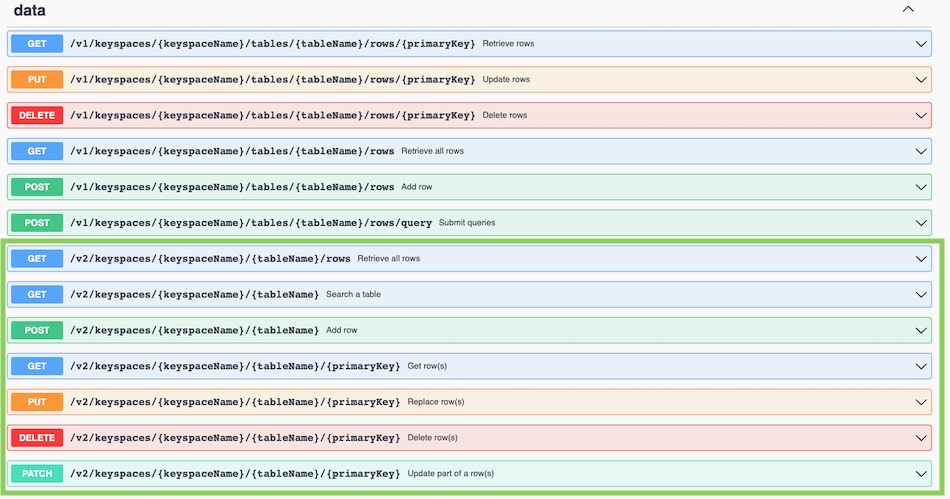 data
GET /v1/keyspaces/{keyspaceName}/tables/{tableName}/rows/{primaryKey} Retrieve rows
PUT /v1/keyspaces/{keyspaceName}/tables/{tableName}/rows/{primaryKey} Update rows
DELETE /v1/keyspaces/{keyspaceName}/tables/{tableName}/rows/{primaryKey} Delete rows
GET /v1/keyspaces/{keyspaceName}/tables/{tableName}/rows Retrieve all rows
POST /v1/keyspaces/{keyspaceName}/tables/{tableName}/rows Add row
POST /v1/keyspaces/{keyspaceName}/tables/{tableName}/rows/query Submit queries
GET /v2/keyspaces/{keyspaceName}/{tableName}/rows Retrieve all rows
GET /v2/keyspaces/{keyspaceName}/{tableName} Search a table
POST /v2/keyspaces/{keyspaceName}/{tableName} Add row
GET /v2/keyspaces/{keyspaceName}/{tableName}/{primaryKey} Get row(s)
PUT /v2/keyspaces/{keyspaceName}/{tableName}/{primaryKey} Replace row(s)
DELETE /v2/keyspaces/{keyspaceName}/{tableName}/{primaryKey} Delete row(s)
PATCH /v2/keyspaces/{keyspaceName}/{tableName}/{primaryKey} Update part of a row(s)